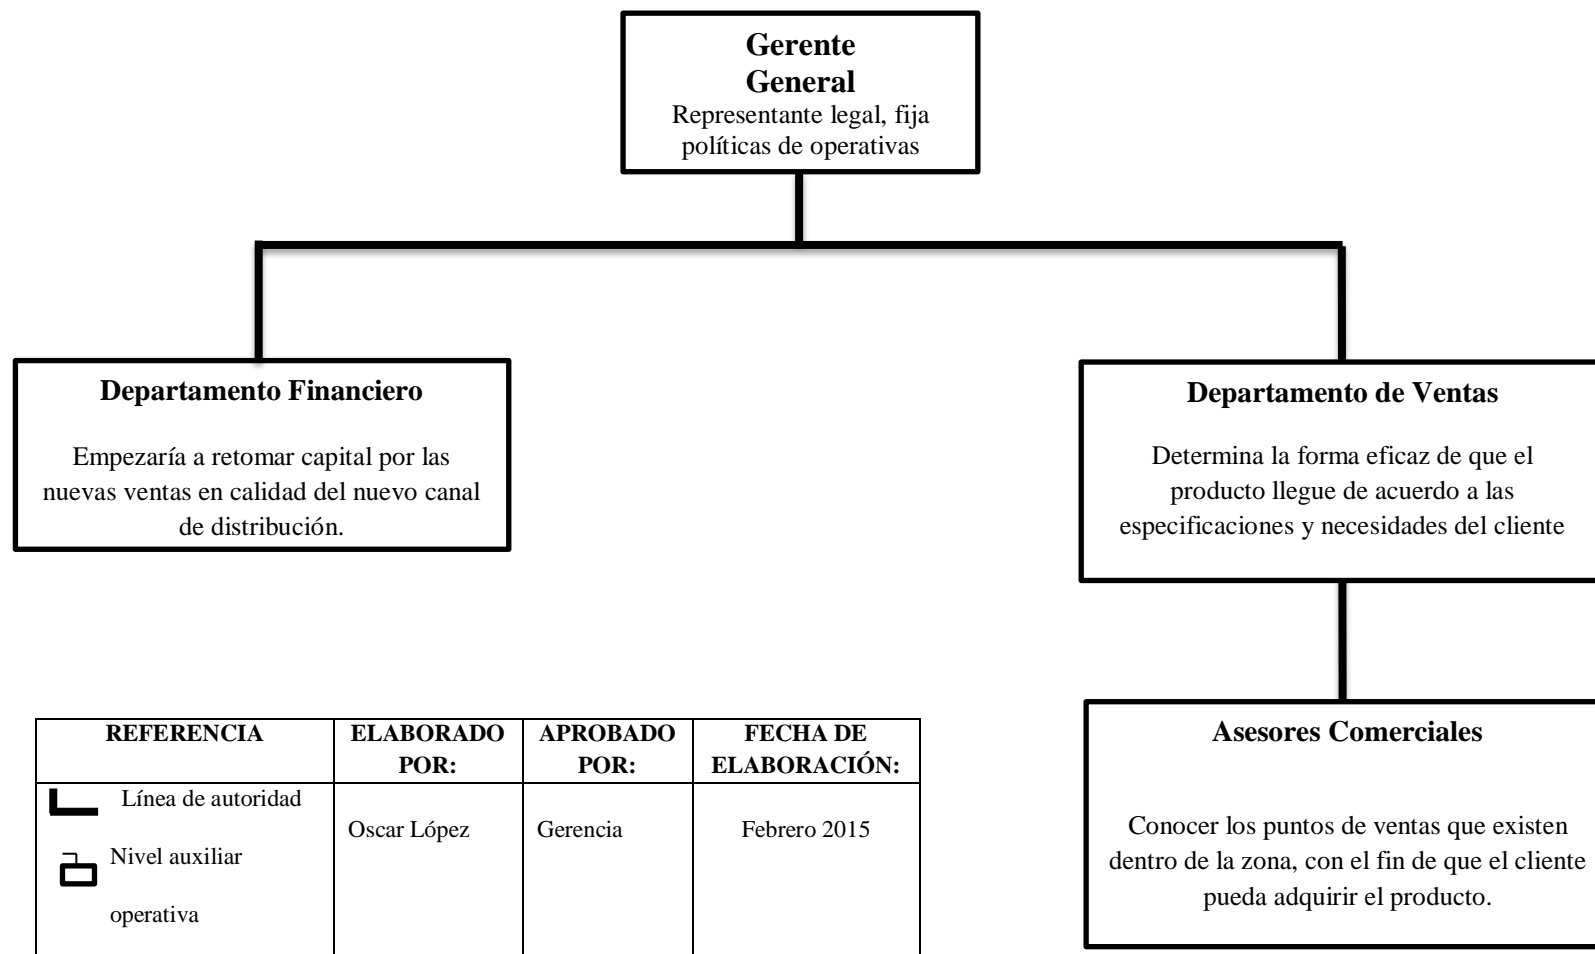 Gerente
General
Representante legal, fija
políticas de operativas
Departamento Financiero
Empezaría a retomar capital por las
nuevas ventas en calidad del nuevo canal
de distribución.
Departamento de Ventas
Determina la forma eficaz de que el
producto llegue de acuerdo a las
especificaciones y necesidades del cliente
Asesores Comerciales
Conocer los puntos de ventas que existen
dentro de la zona, con el fin de que el cliente
pueda adquirir el producto.
REFERENCIA
ELABORADO
POR:
APROBADO
POR:
FECHA DE
ELABORACIÓN:
Línea de autoridad
Nivel auxiliar
operativa
Oscar López
Gerencia
Febrero 2015